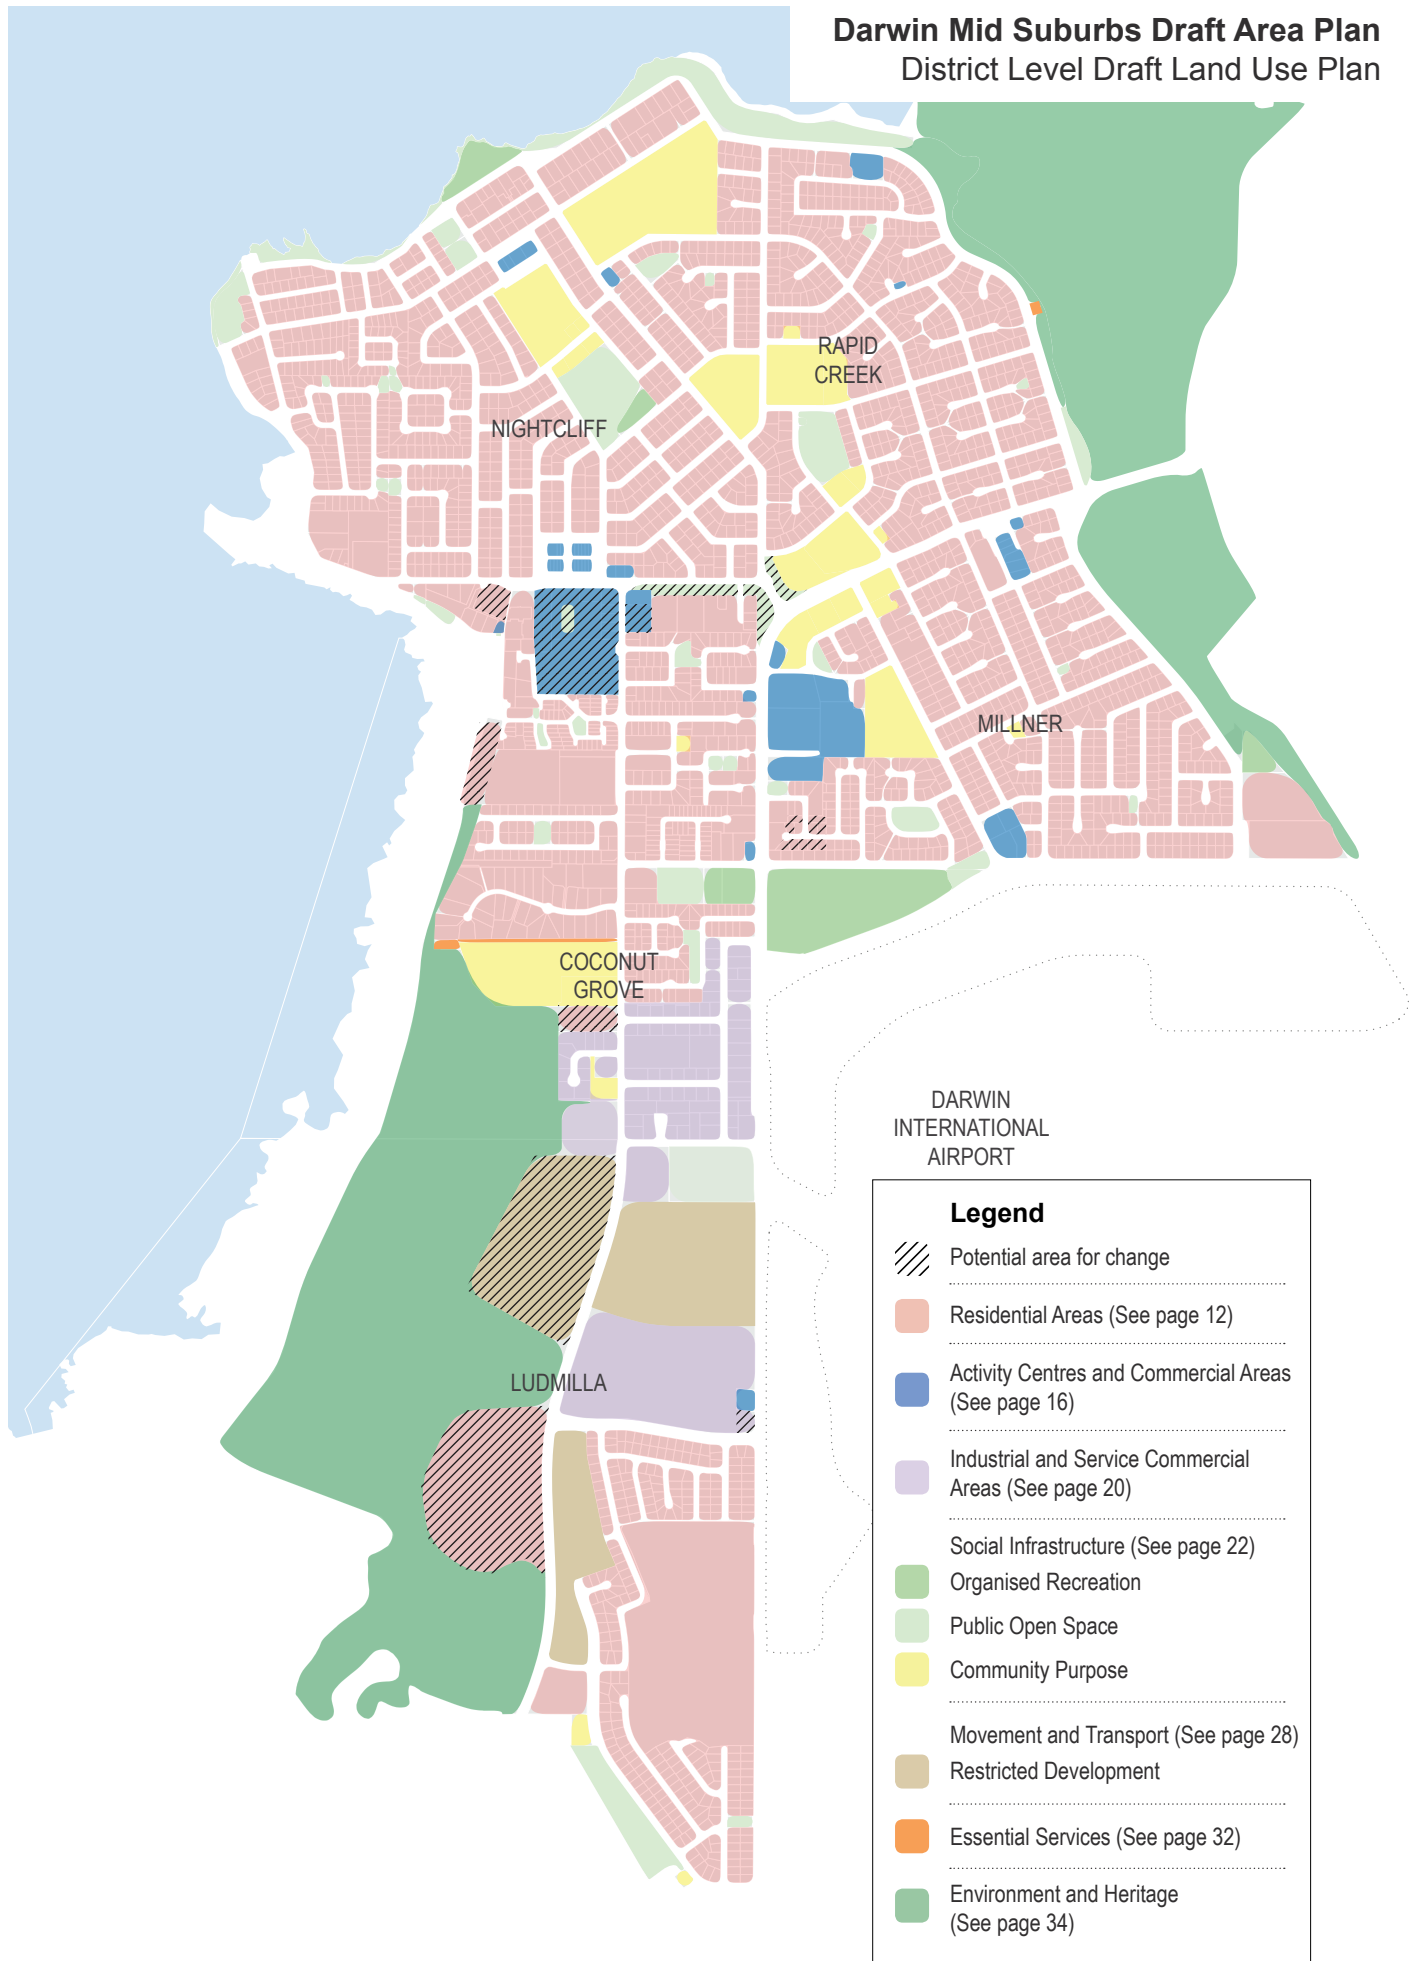 Darwin Mid Suburbs Draft Area Plan
District Level Draft Land Use Plan
RAPID
CREEK
NIGHTCLIFF
MILLNER
COCONUT
GROVE
DARWIN
INTERNATIONAL
AIRPORT
LUDMILLA
Legend
Potential area for change
Residential Areas (See page 12)
Activity Centres and Commercial Areas
(See page 16)
Industrial and Service Commercial
Areas (See page 20)
Social Infrastructure (See page 22)
Organised Recreation
Public Open Space
Community Purpose
Movement and Transport (See page 28)
Restricted Development
Essential Services (See page 32)
Environment and Heritage
(See page 34)